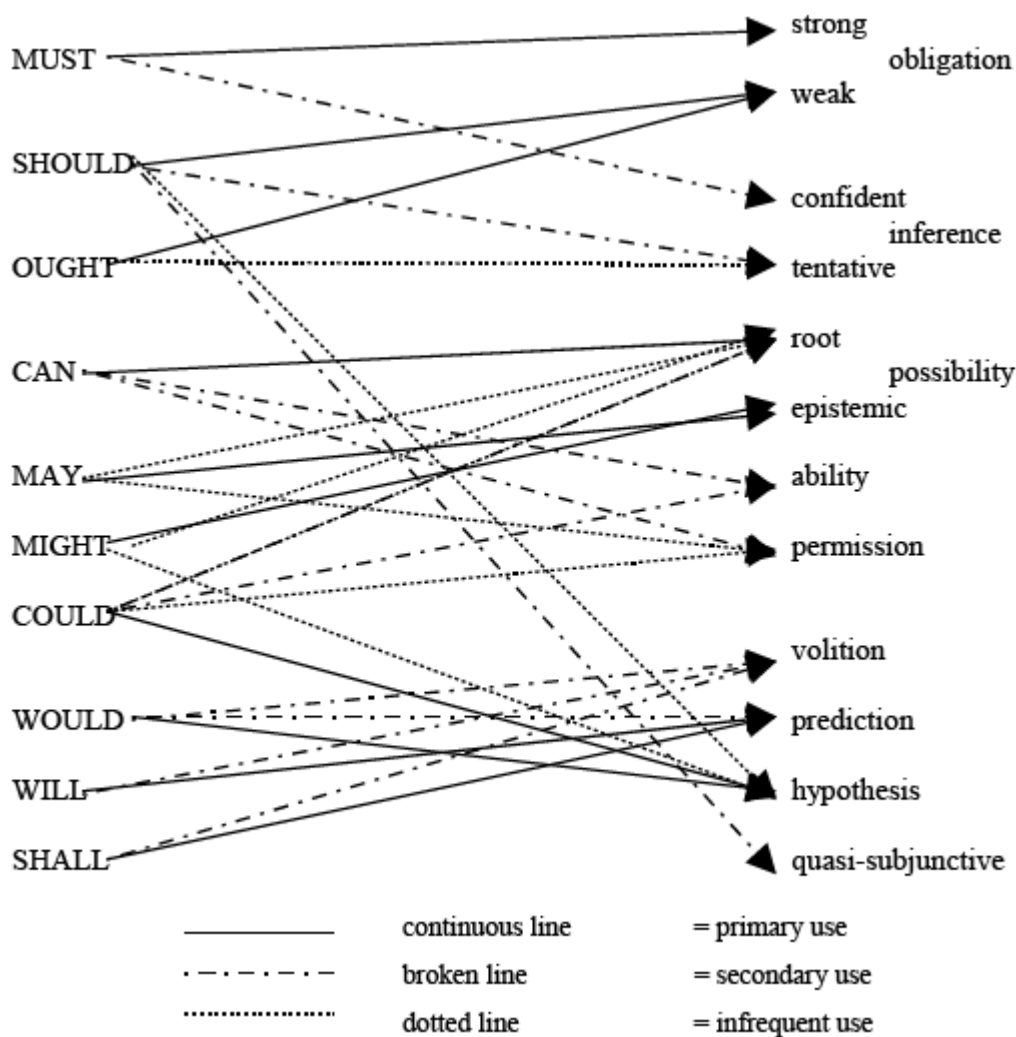 strong
MUST
obligation
weak
SHOULD
confident
inference
OUGHT
tentative
root
CAN
possibility
epistemic
MAY
ability
MIGHT
permission
COULD
volition
WOULD
prediction
WILL
hypothesis
SHALL
quasi-subjunctive
continuous line = primary use
broken line = secondary use
dotted line = infrequent use